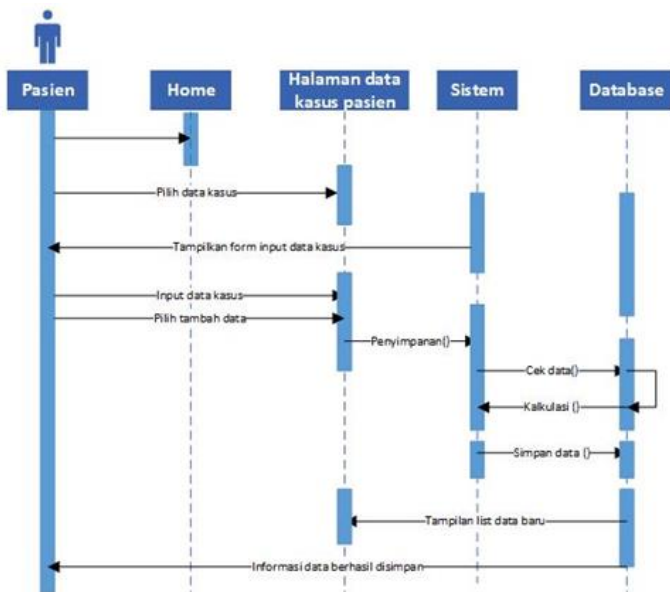 Pasien
Home
Halaman data
kasus pasien
Sistem
Database
Pilih data kasus
Tampilkan form input data kasus
Input data kasus
Pilih tambah data
Penyimpanan()
Cek data()
Kalkulasi ()
Simpan data ()
Tampilan list data baru
Informasi data berhasil disimpan